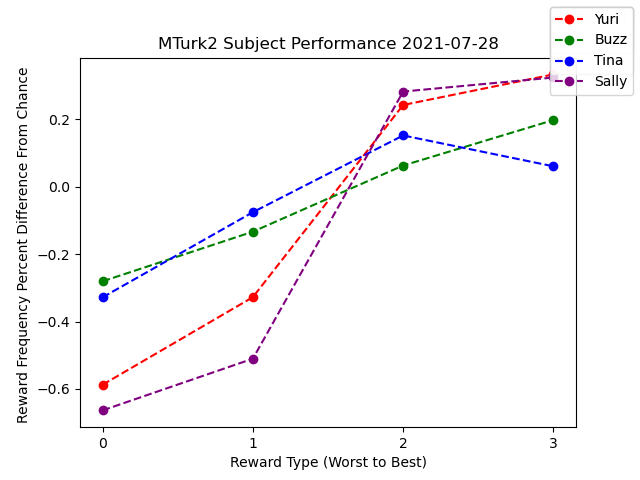 MTurk2 Subject Performance 2021-07-28
Yuri
Buzz
Tina
Sally
Reward Frequency Percent Difference From Chance
0.2
0.0
−0.2
−0.4
−0.6
0
1
2
3
Reward Type (Worst to Best)